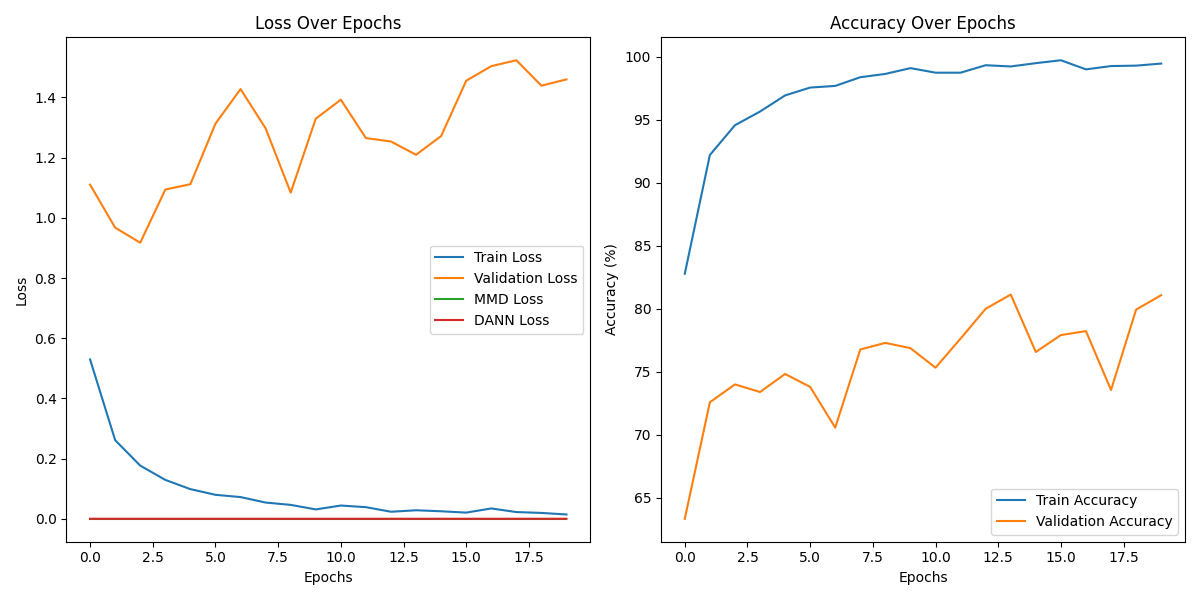 Loss Over Epochs
1.4
1.2
1.0
0.8
0.6
0.4
0.2
0.0
Loss
Train Loss
Validation Loss
MMD Loss
DANN Loss
0.0 2.5 5.0 7.5 10.0 12.5 15.0 17.5
Epochs
Accuracy Over Epochs
100
95
90
85
80
75
70
65
Accuracy (%)
Train Accuracy
Validation Accuracy
0.0 2.5 5.0 7.5 10.0 12.5 15.0 17.5
Epochs